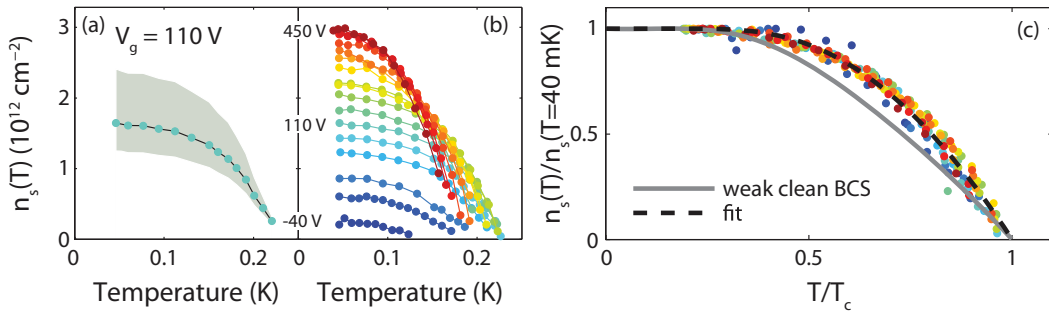 (a)
V_g = 110 V
n_s(T) (10^12 cm^-2)
3
2
1
0
0
0.1
0.2
Temperature (K)
(b)
450 V
110 V
-40 V
0
0.1
0.2
Temperature (K)
(c)
n_s(T)/n_s(T=40 mK)
1
0.5
0
weak clean BCS
fit
0
0.5
1
T/T_c